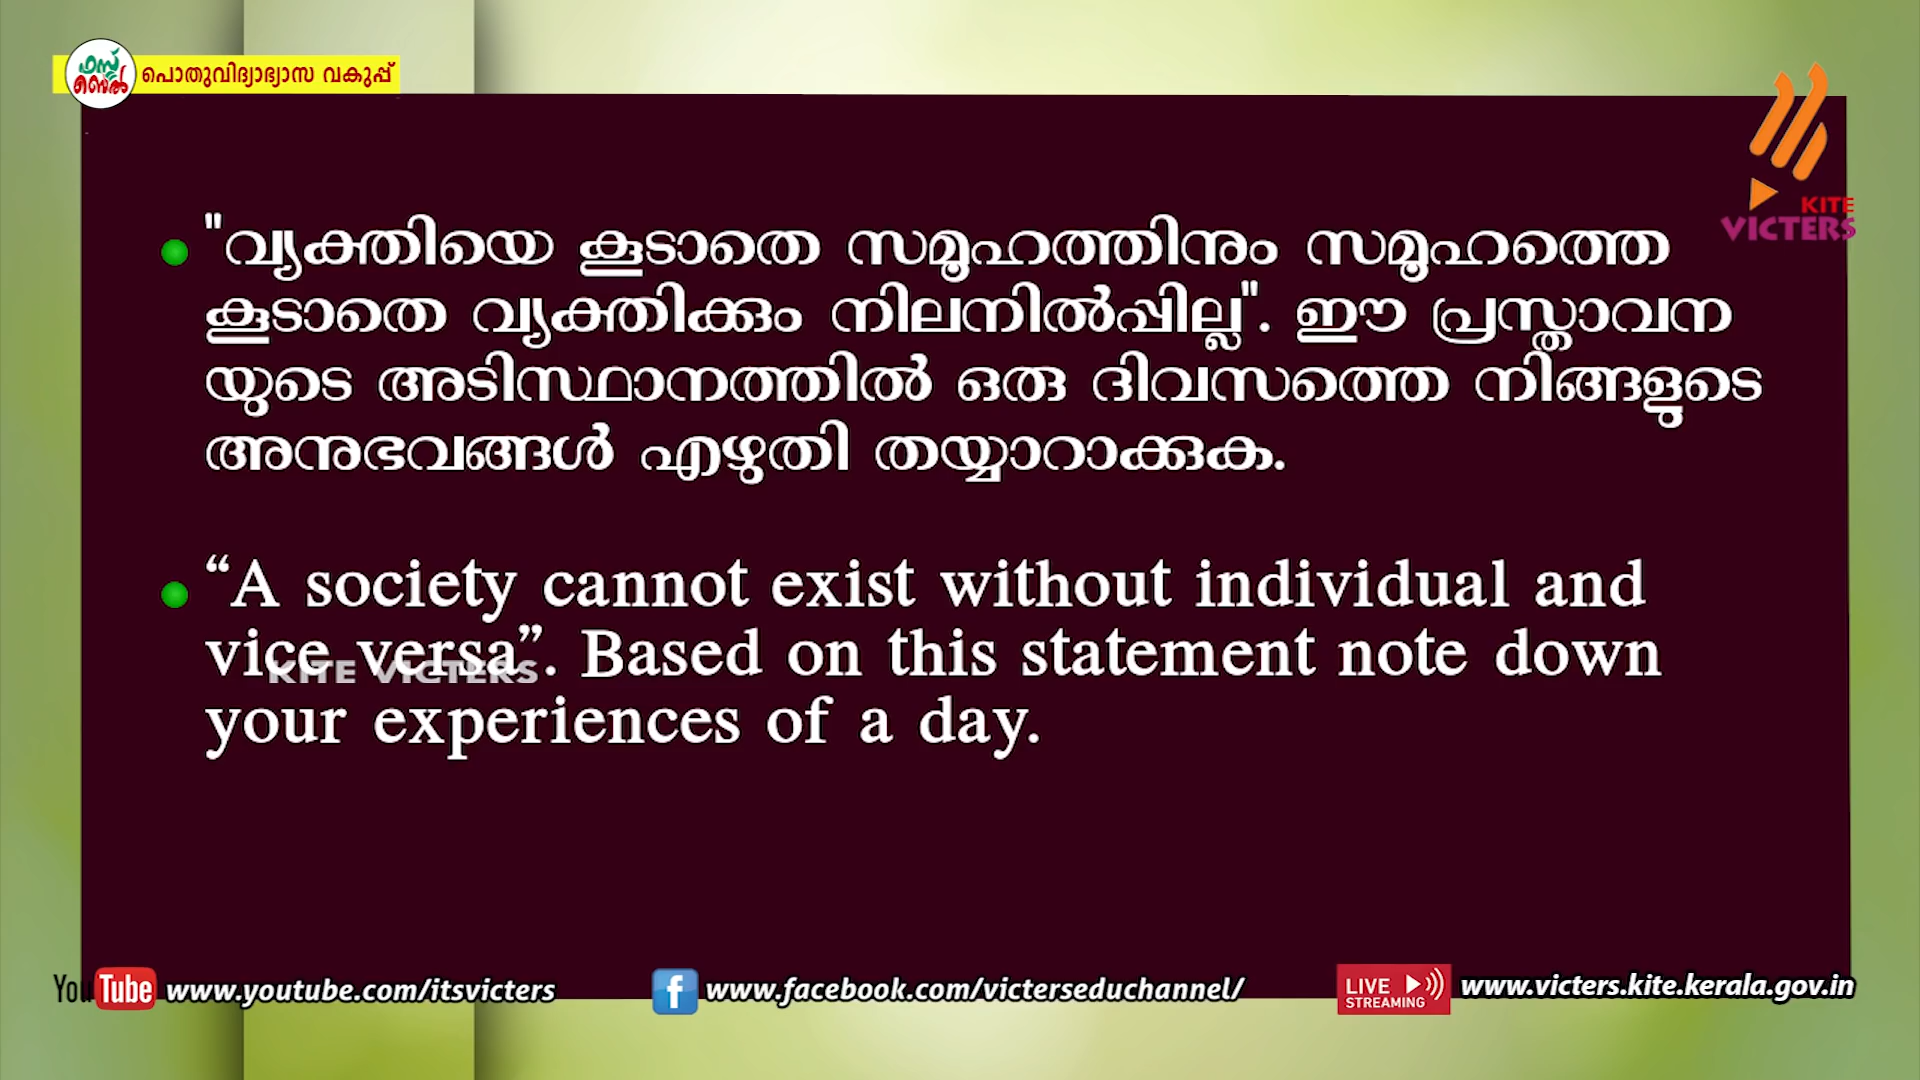 ഫസ്റ്റ്
ബെൽ
പൊതുവിദ്യാഭ്യാസ വകുപ്പ്
KITE
VICTERS
"വ്യക്തിയെ കൂടാതെ സമൂഹത്തിനും സമൂഹത്തെ
കൂടാതെ വ്യക്തിക്കും നിലനിൽപ്പില്ല". ഈ പ്രസ്താവന
യുടെ അടിസ്ഥാനത്തിൽ ഒരു ദിവസത്തെ നിങ്ങളുടെ
അനുഭവങ്ങൾ എഴുതി തയ്യാറാക്കുക.
“A society cannot exist without individual and
vice versa”. Based on this statement note down
your experiences of a day.
KITE VICTERS
YouTube www.youtube.com/itsvicters
f www.facebook.com/victerseduchannel/
LIVE
STREAMING
www.victers.kite.kerala.gov.in